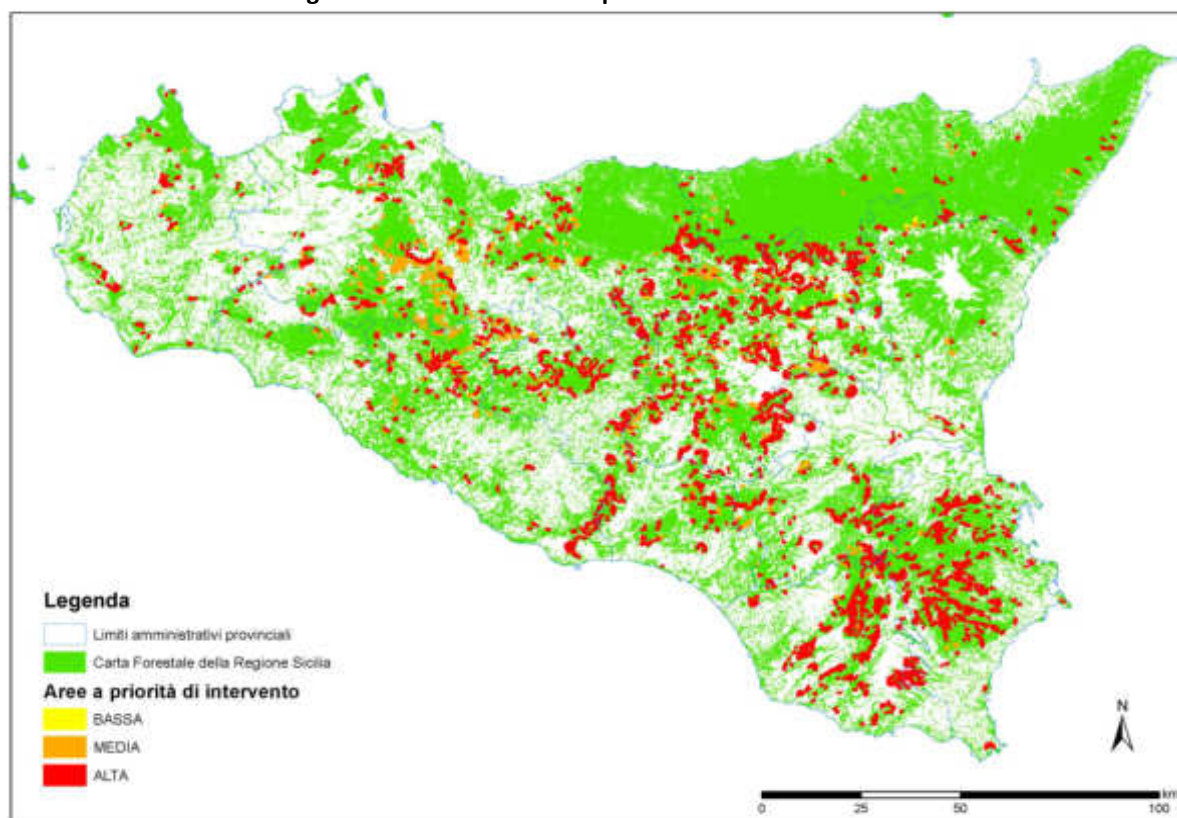 Legenda
Limiti amministrativi provinciali
Carta Forestale della Regione Sicilia
Aree a priorità di intervento
BASSA
MEDIA
ALTA
N
km
0 25 50 100